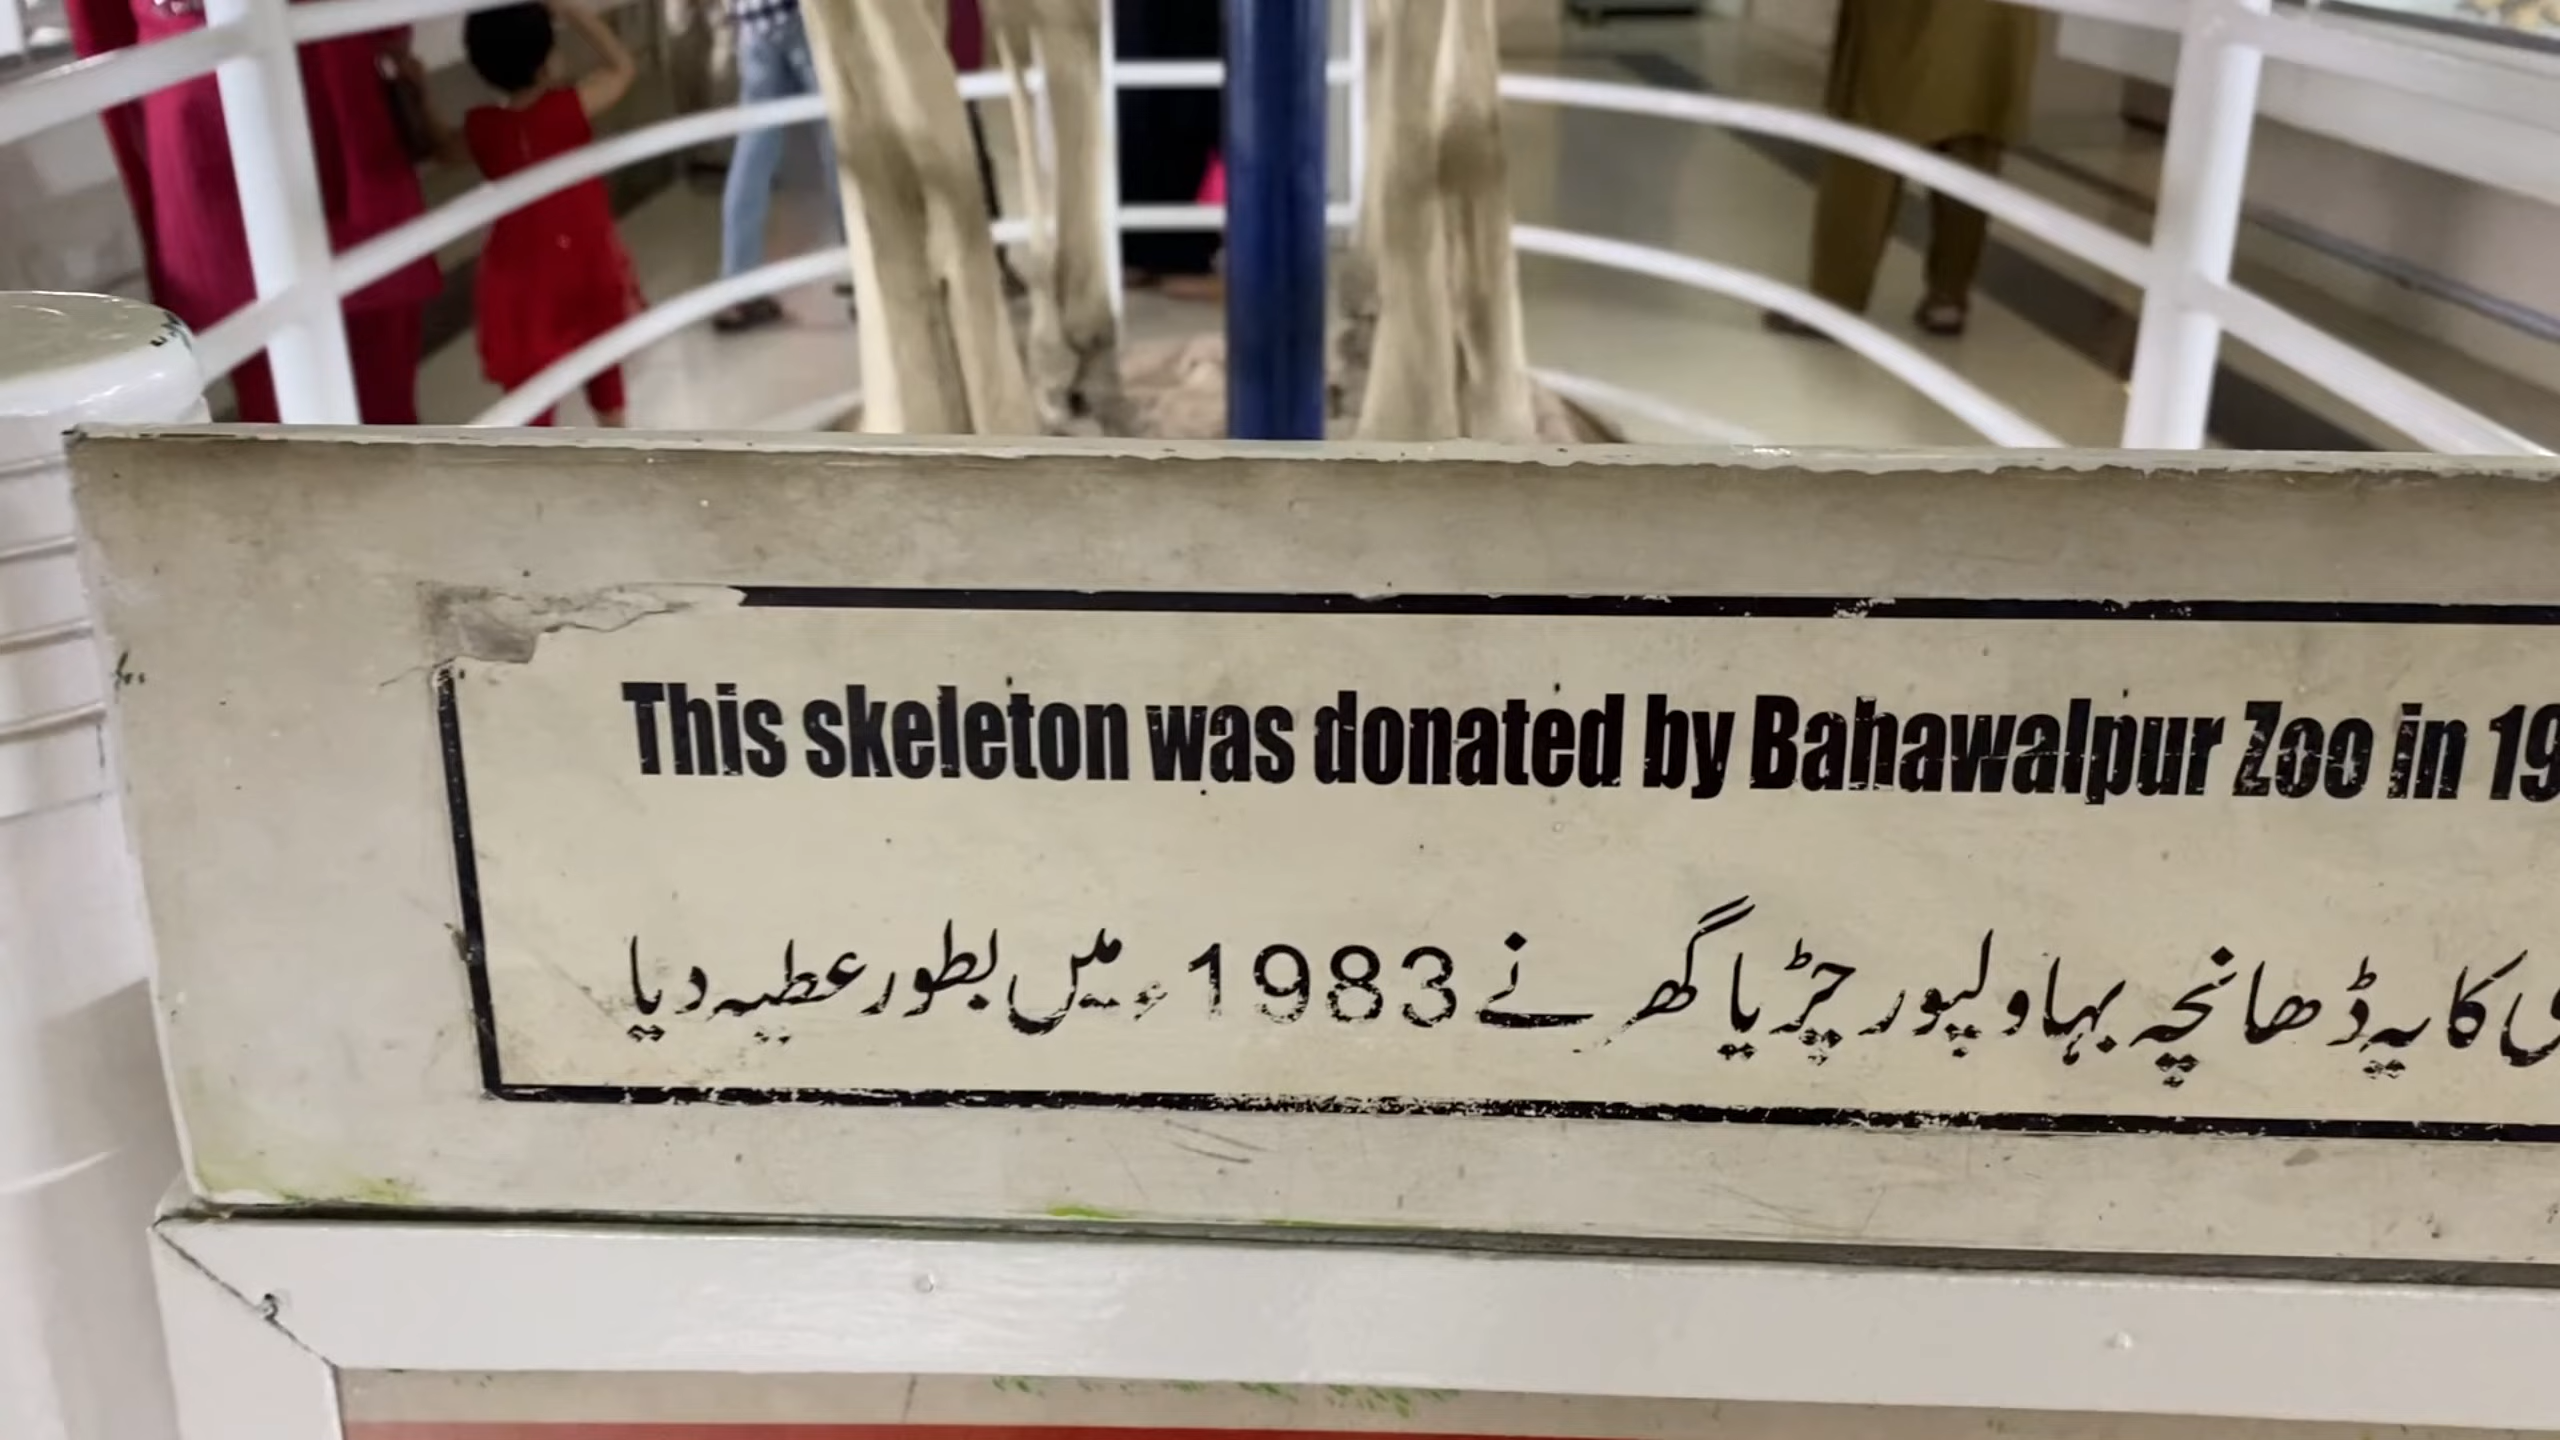 This skeleton was donated by Bahawalpur Zoo in 19
کا یہ ڈھانچہ بہاولپور چڑیا گھر نے 1983ء میں بطور عطیہ دیا